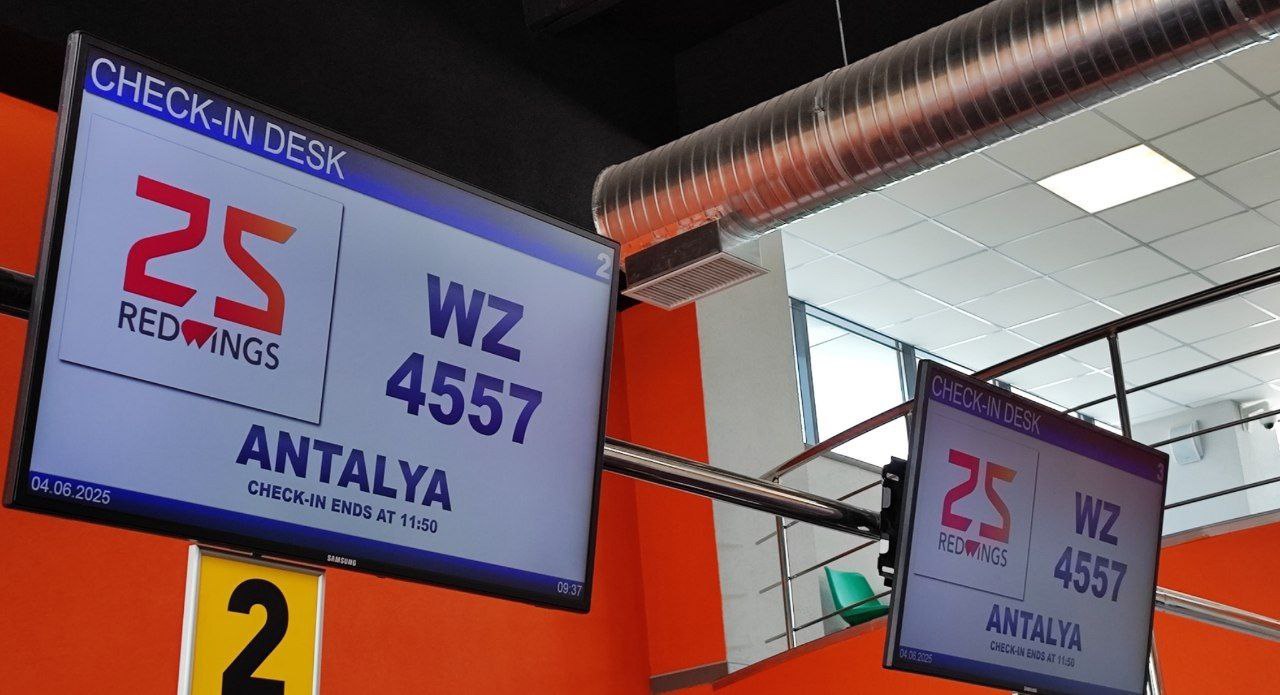 CHECK-IN DESK
2
25
REDWINGS
WZ
4557
ANTALYA
CHECK-IN ENDS AT 11:50
04.06.2025
SAMSUNG
09:37
2
CHECK-IN DESK
3
25
REDWINGS
WZ
4557
ANTALYA
CHECK-IN ENDS AT 11:50
04.06.2025
SAMSUNG